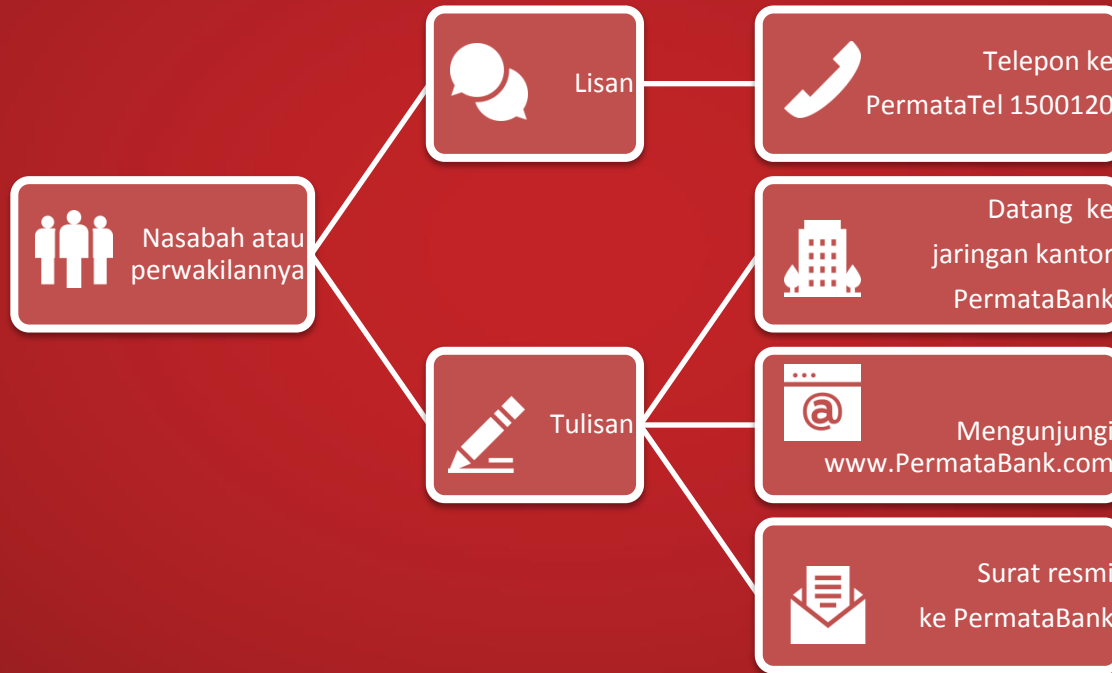 Nasabah atau
perwakilannya
Lisan
Telepon ke
PermataTel 1500120
Tulisan
Datang  ke
jaringan kantor
PermataBank
@
Mengunjungi
www.PermataBank.com
Surat resmi
ke PermataBank